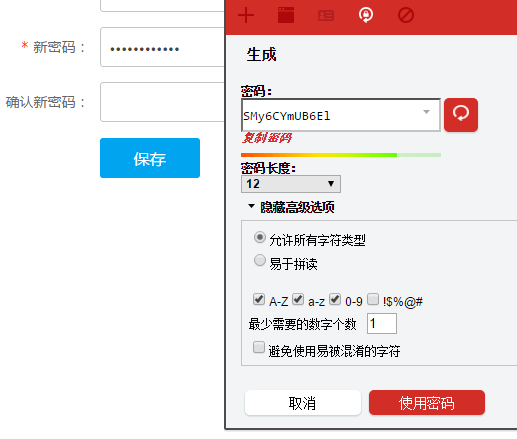 * 新密码：
••••••••••••
确认新密码：
保存
生成
密码：
SMy6CYmUB6El
复制密码
密码长度：
12
隐藏高级选项
允许所有字符类型
易于拼读
A-Z a-z 0-9 !$%@#
最少需要的数字个数 1
避免使用易被混淆的字符
取消 使用密码